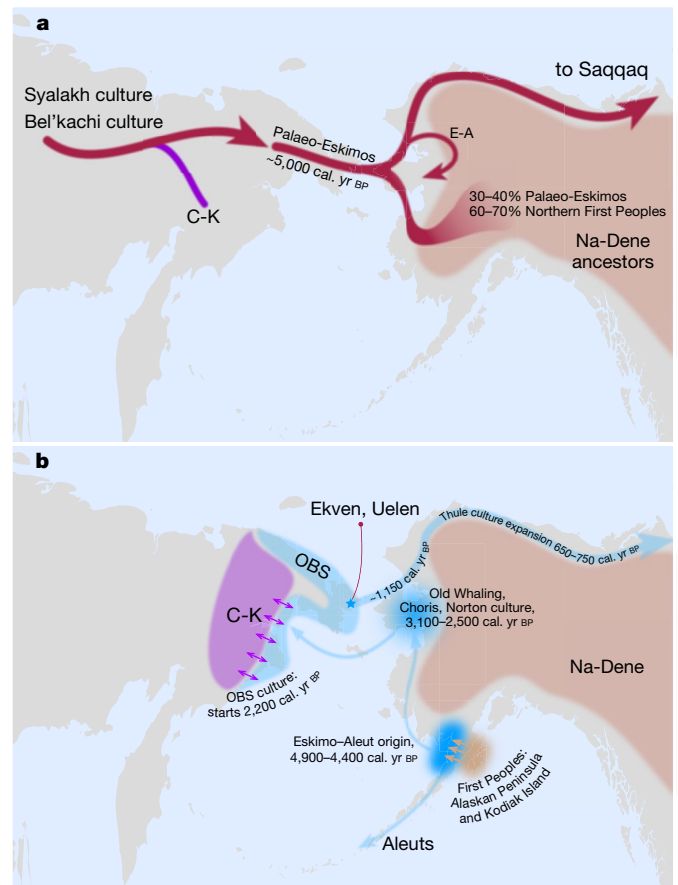 a
to Saqqaq
Syalakh culture
Bel'kachi culture
Palaeo-Eskimos
~5,000 cal. yr BP
E-A
C-K
30–40% Palaeo-Eskimos
60–70% Northern First Peoples
Na-Dene
ancestors
b
Ekven, Uelen
Thule culture expansion 650–750 cal. yr BP
OBS
~1,150 cal. yr BP
Old Whaling,
Choris, Norton culture,
3,100–2,500 cal. yr BP
C-K
Na-Dene
OBS culture:
starts 2,200 cal. yr BP
Eskimo–Aleut origin,
4,900–4,400 cal. yr BP
First Peoples:
Alaskan Peninsula
and Kodiak Island
Aleuts